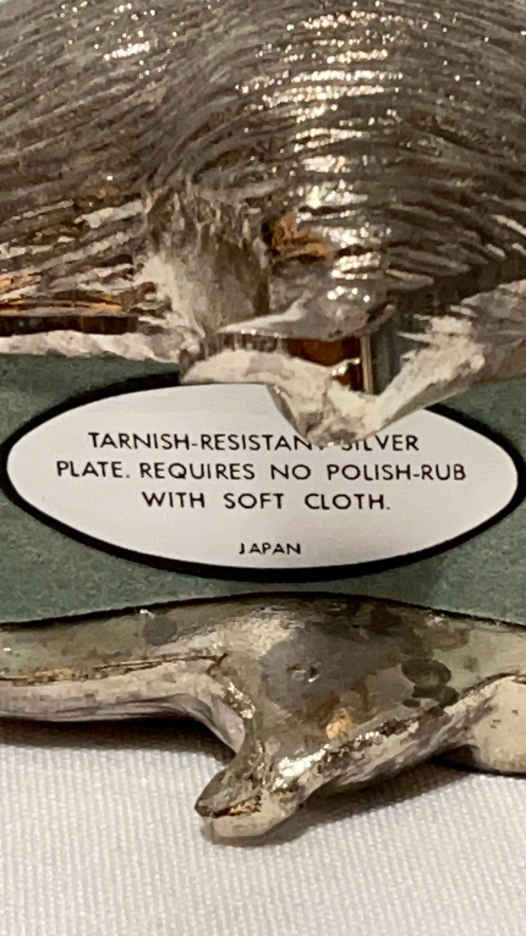 TARNISH-RESISTANT SILVER
PLATE. REQUIRES NO POLISH-RUB
WITH SOFT CLOTH.
JAPAN